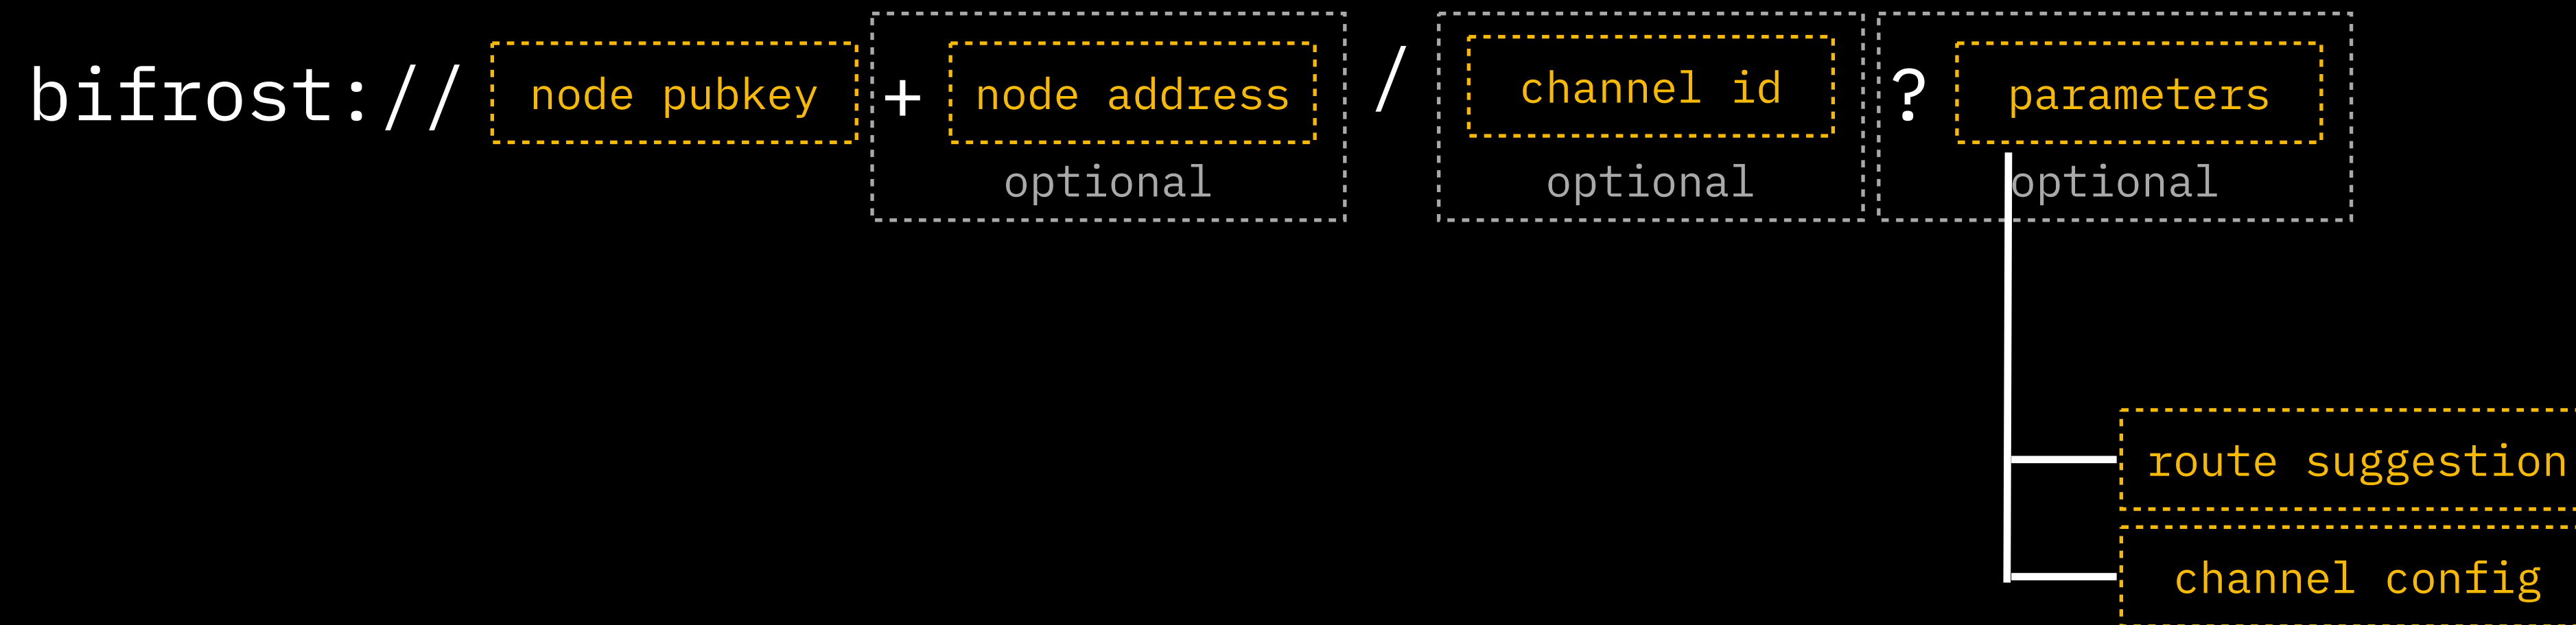 bifrost:// node pubkey + node address / channel id ? parameters
optional optional optional
route suggestion
channel config